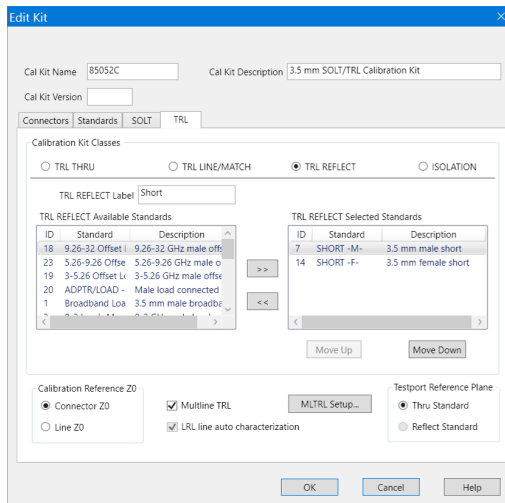 Edit Kit
Cal Kit Name 85052C Cal Kit Description 3.5 mm SOLT/TRL Calibration Kit
Cal Kit Version
Connectors Standards SOLT TRL
Calibration Kit Classes
TRL THRU TRL LINE/MATCH TRL REFLECT ISOLATION
TRL REFLECT Label Short
TRL REFLECT Available Standards
ID Standard Description
18 9.26-32 Offset l 9.26-32 GHz male offs
23 5.26-9.26 Offse 5.26-9.26 GHz male o
19 3-5.26 Offset Lo 3-5.26 GHz male offse
20 ADPTR/LOAD - Male load connected
1 Broadband Loa 3.5 mm male broadba
>>
<<
TRL REFLECT Selected Standards
ID Standard Description
7 SHORT -M- 3.5 mm male short
14 SHORT -F- 3.5 mm female short
Move Up Move Down
Calibration Reference Z0
Connector Z0
Line Z0
Multline TRL
LRL line auto characterization
MLTRL Setup...
Testport Reference Plane
Thru Standard
Reflect Standard
OK Cancel Help